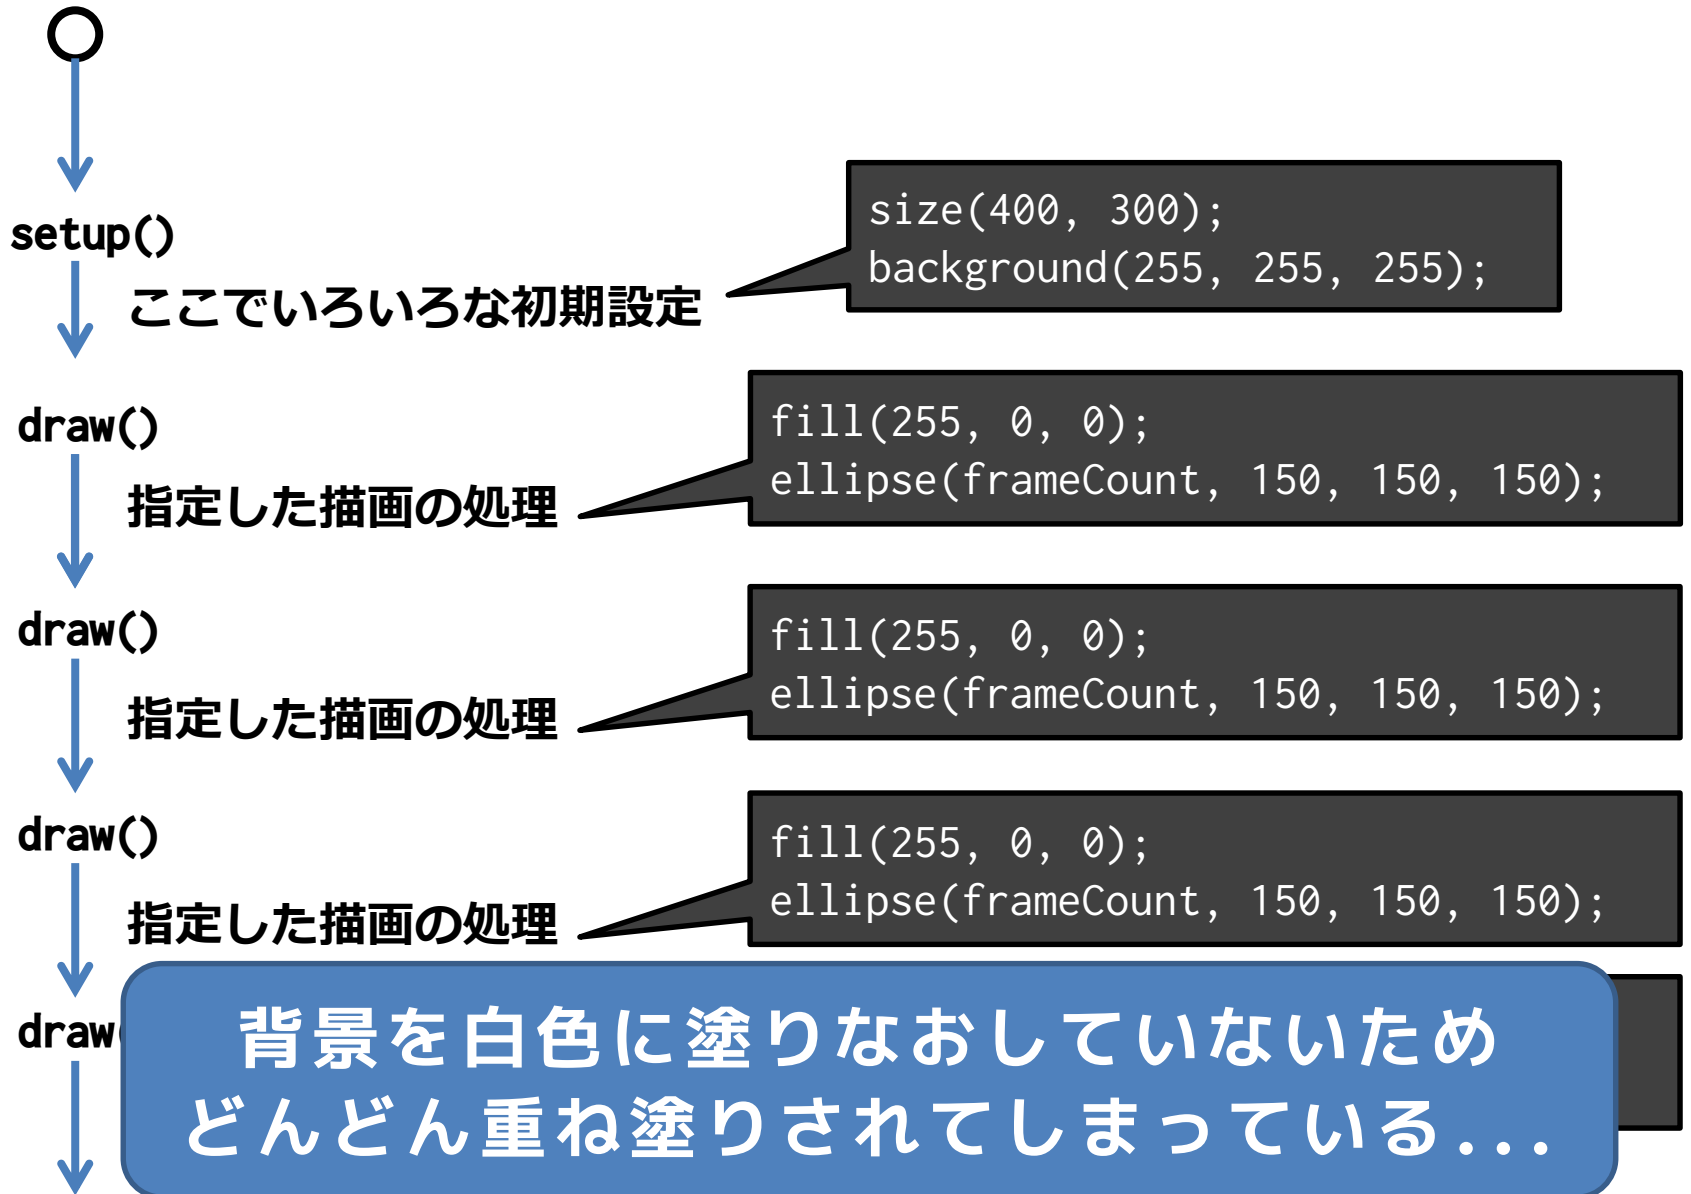 setup()
size(400, 300);
background(255, 255, 255);
ここでいろいろな初期設定
draw()
fill(255, 0, 0);
ellipse(frameCount, 150, 150, 150);
指定した描画の処理
draw()
fill(255, 0, 0);
ellipse(frameCount, 150, 150, 150);
指定した描画の処理
draw()
fill(255, 0, 0);
ellipse(frameCount, 150, 150, 150);
指定した描画の処理
draw
背景を白色に塗りなおしていないため
どんどん重ね塗りされてしまっている...